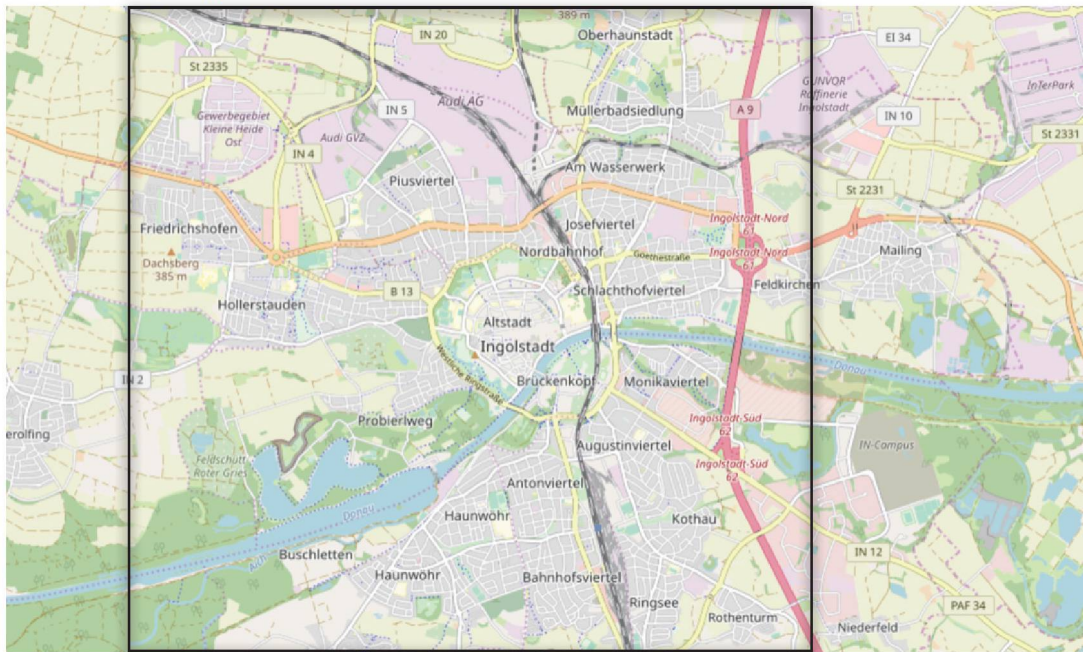 389 m
Oberhaunstadt
IN 20
EI 34
St 2335
GUNVOR
Raffinerie
Ingolstadt
InTerPark
Audi AG
IN 5
A 9
Gewerbegebiet
Kleine Heide
Ost
Müllerbadsiedlung
IN 10
Audi GVZ
St 2331
IN 4
Am Wasserwerk
Piusviertel
St 2231
Friedrichshofen
Josefviertel
Ingolstadt-Nord
61
Nordbahnhof
Goethestraße
Ingolstadt-Nord
61
Mailing
Dachsberg
385 m
B 13
Schlachthofviertel
Feldkirchen
Hollerstauden
Altstadt
Ingolstadt
Westliche Ringstraße
Donau
IN 2
Brückenkopf
Monikaviertel
Probierlweg
Ingolstadt-Süd
62
erolfing
Augustinviertel
IN-Campus
Feldschütt
Roter Gries
Ingolstadt-Süd
62
Antonviertel
Donau
Haunwöhr
Kothau
Buschletten
IN 12
Haunwöhr
Bahnhofsviertel
Ringsee
PAF 34
Rothenturm
Niederfeld